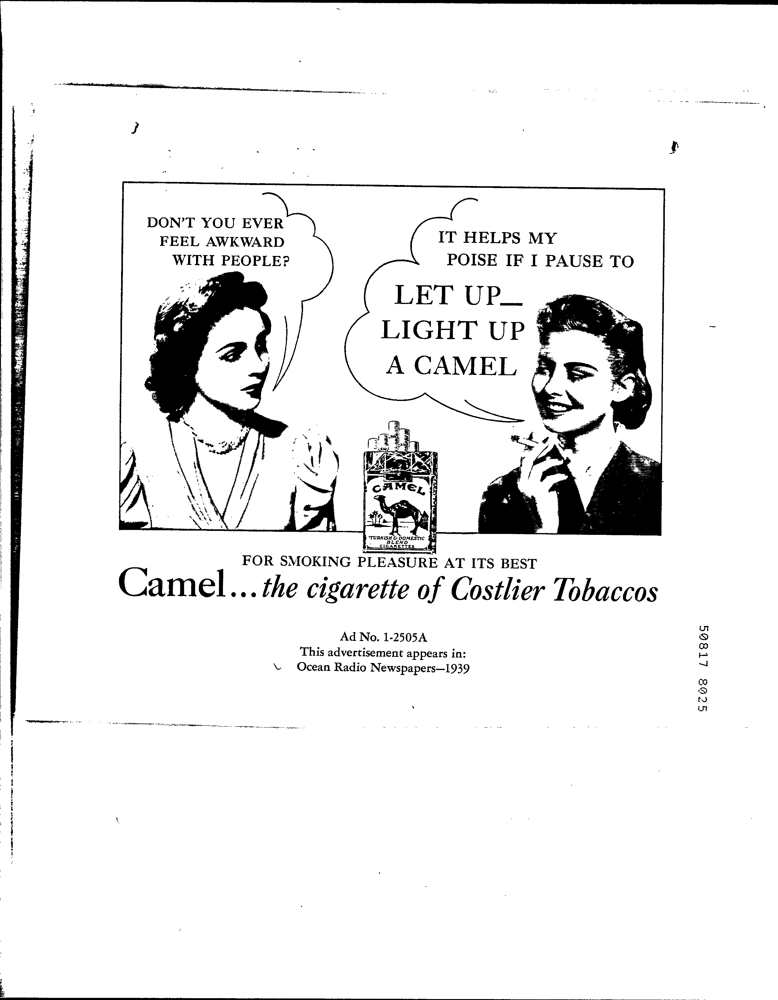 DON'T YOU EVER
FEEL AWKWARD
WITH PEOPLE?
IT HELPS MY
POISE IF I PAUSE TO
LET UP—
LIGHT UP
A CAMEL
CAMEL
TURKISH & DOMESTIC
BLEND
CIGARETTES
FOR SMOKING PLEASURE AT ITS BEST
Camel...the cigarette of Costlier Tobaccos
Ad No. 1-2505A
This advertisement appears in:
Ocean Radio Newspapers—1939
50817 8025